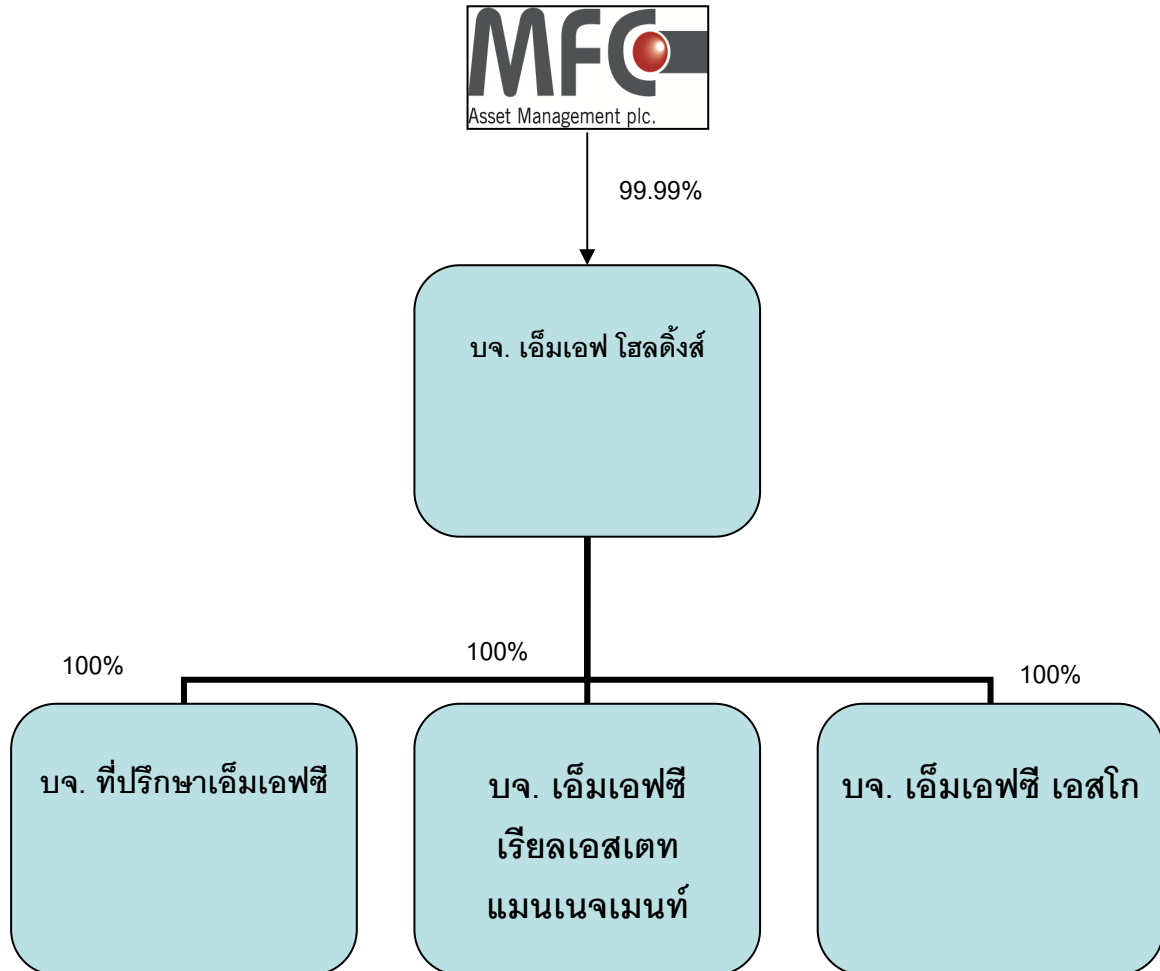 MFC
Asset Management plc.
99.99%
บจ. เอ็มเอฟ โฮลดิ้งส์
100%
100%
100%
บจ. ที่ปรึกษาเอ็มเอฟซี
บจ. เอ็มเอฟซี
เรียลเอสเตท
แมนเนจเมนท์
บจ. เอ็มเอฟซี เอสโก